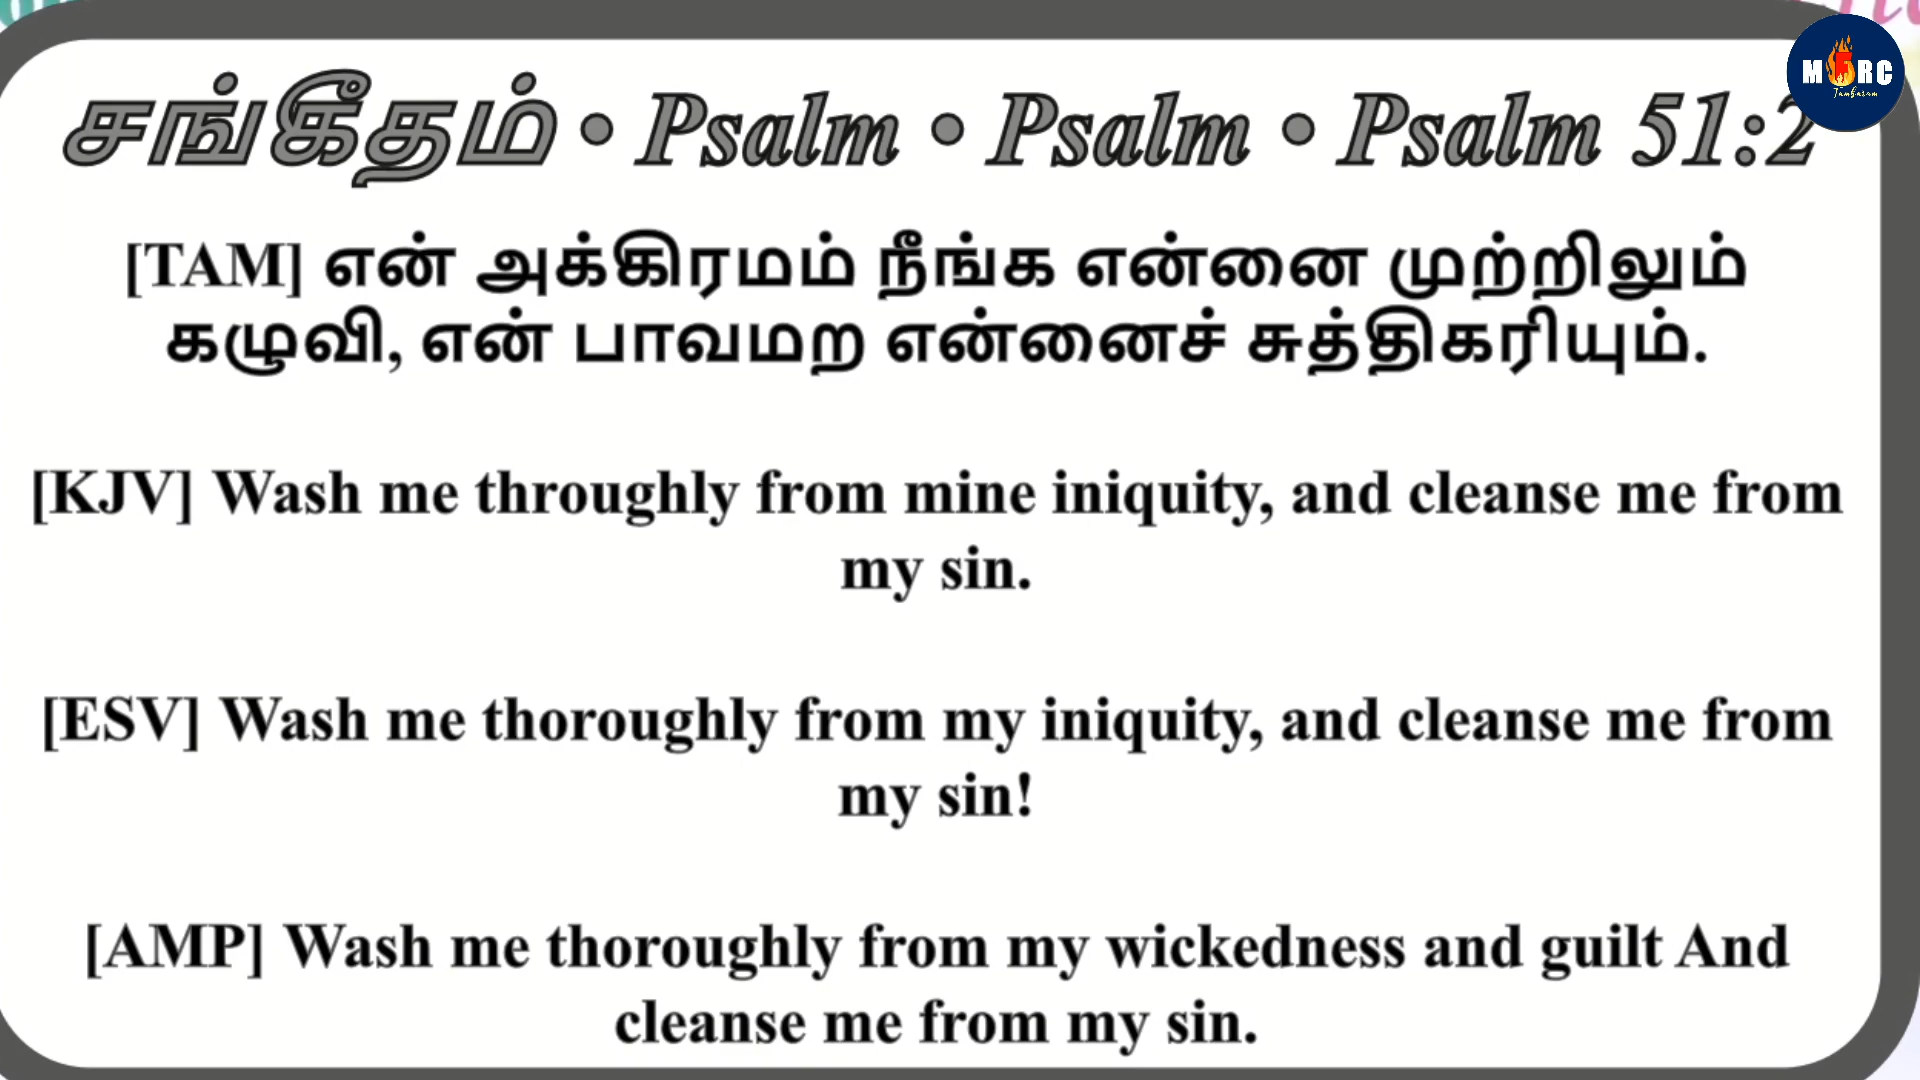 சங்கீதம் • Psalm • Psalm • Psalm 51:2
MFRC
Tambaram
[TAM] என் அக்கிரமம் நீங்க என்னை முற்றிலும்
கழுவி, என் பாவமற என்னைச் சுத்திகரியும்.
[KJV] Wash me throughly from mine iniquity, and cleanse me from
my sin.
[ESV] Wash me thoroughly from my iniquity, and cleanse me from
my sin!
[AMP] Wash me thoroughly from my wickedness and guilt And
cleanse me from my sin.